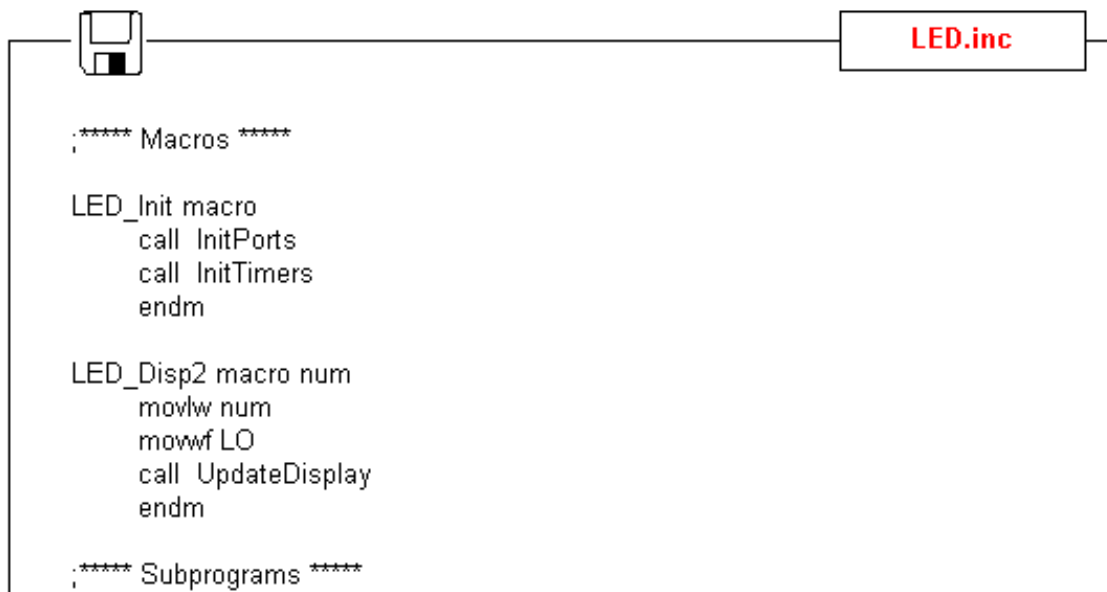 LED.inc
;***** Macros *****
LED_Init macro
call InitPorts
call InitTimers
endm
LED_Disp2 macro num
movlw num
movwf LO
call UpdateDisplay
endm
;***** Subprograms *****